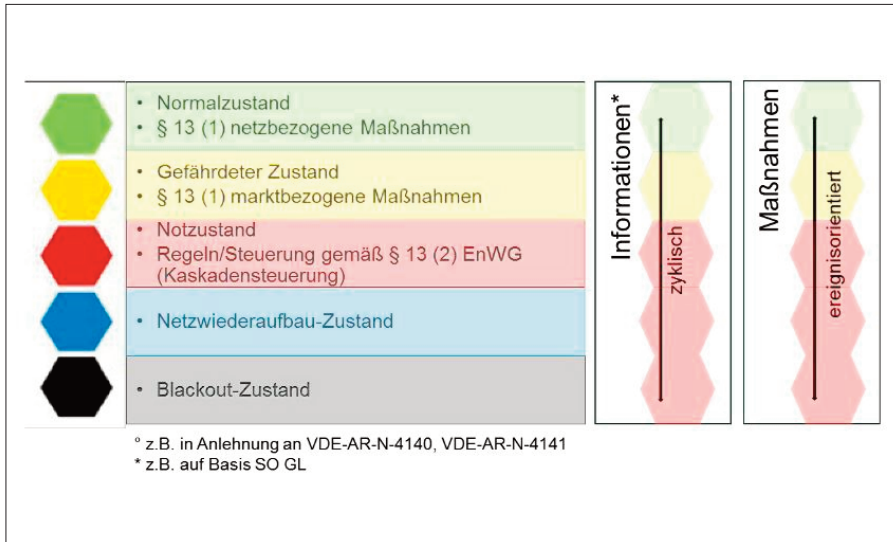 • Normalzustand
• § 13 (1) netzbezogene Maßnahmen
• Gefährdeter Zustand
• § 13 (1) marktbezogene Maßnahmen
• Notzustand
• Regeln/Steuerung gemäß § 13 (2) EnWG
(Kaskadensteuerung)
• Netzwiederaufbau-Zustand
• Blackout-Zustand
Informationen*
zyklisch
Maßnahmen
ereignisorientiert
° z.B. in Anlehnung an VDE-AR-N-4140, VDE-AR-N-4141
* z.B. auf Basis SO GL